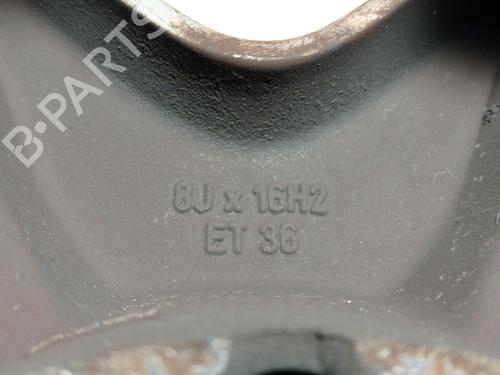 B-PARTS
8J x 16H2
ET 36